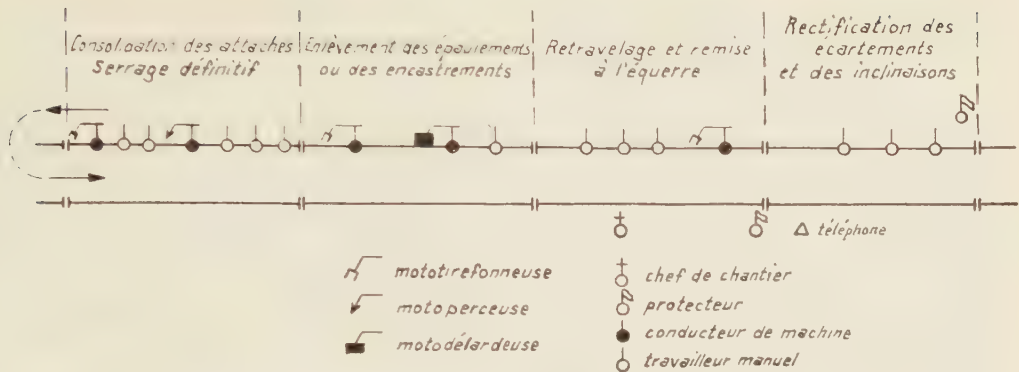 Consolidation des attaches
Serrage définitif
Enlèvement des épaulements
ou des encastrements
Retravelage et remise
à l'équerre
Rectification des
écartements
et des inclinaisons
téléphone
mototirefonneuse
motoperceuse
motodélardeuse
chef de chantier
protecteur
conducteur de machine
travailleur manuel